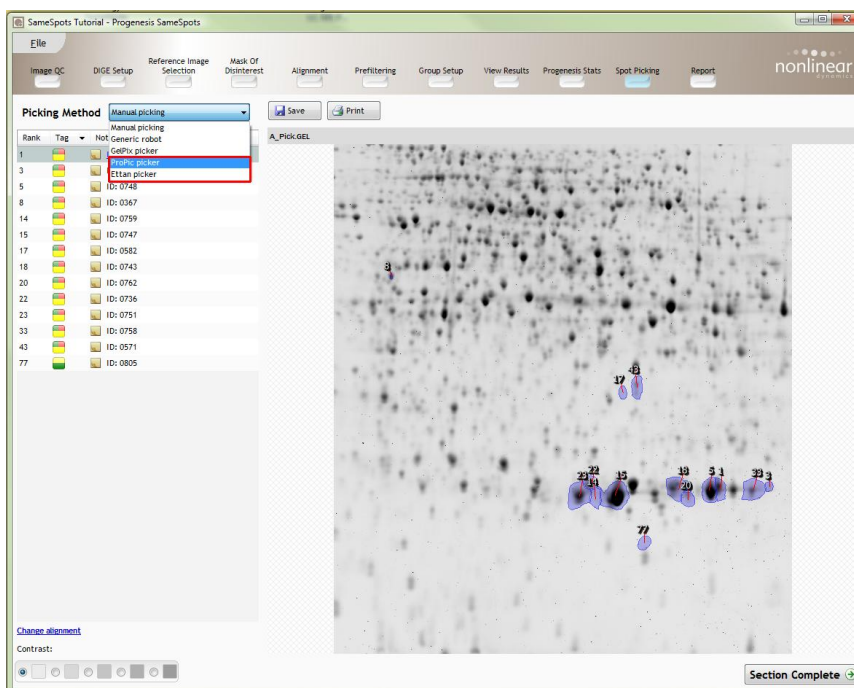 SameSpots Tutorial - Progenesis SameSpots
File
Image QC
DIGE Setup
Reference Image
Selection
Mask Of
Disinterest
Alignment
Prefiltering
Group Setup
View Results
Progenesis Stats
Spot Picking
Report
nonlinear
dynamics
Picking Method
Manual picking
Save
Print
Manual picking
Generic robot
GelPix picker
ProPic picker
Ettan picker
Rank Tag Not
A_Pick.GEL
1
3
5 ID: 0748
8 ID: 0367
14 ID: 0759
15 ID: 0747
17 ID: 0582
18 ID: 0743
20 ID: 0762
22 ID: 0736
23 ID: 0751
33 ID: 0758
43 ID: 0571
77 ID: 0805
8
17 43
22
23 14 15 18 20 5 1 33 3
77
Change alignment
Contrast:
Section Complete